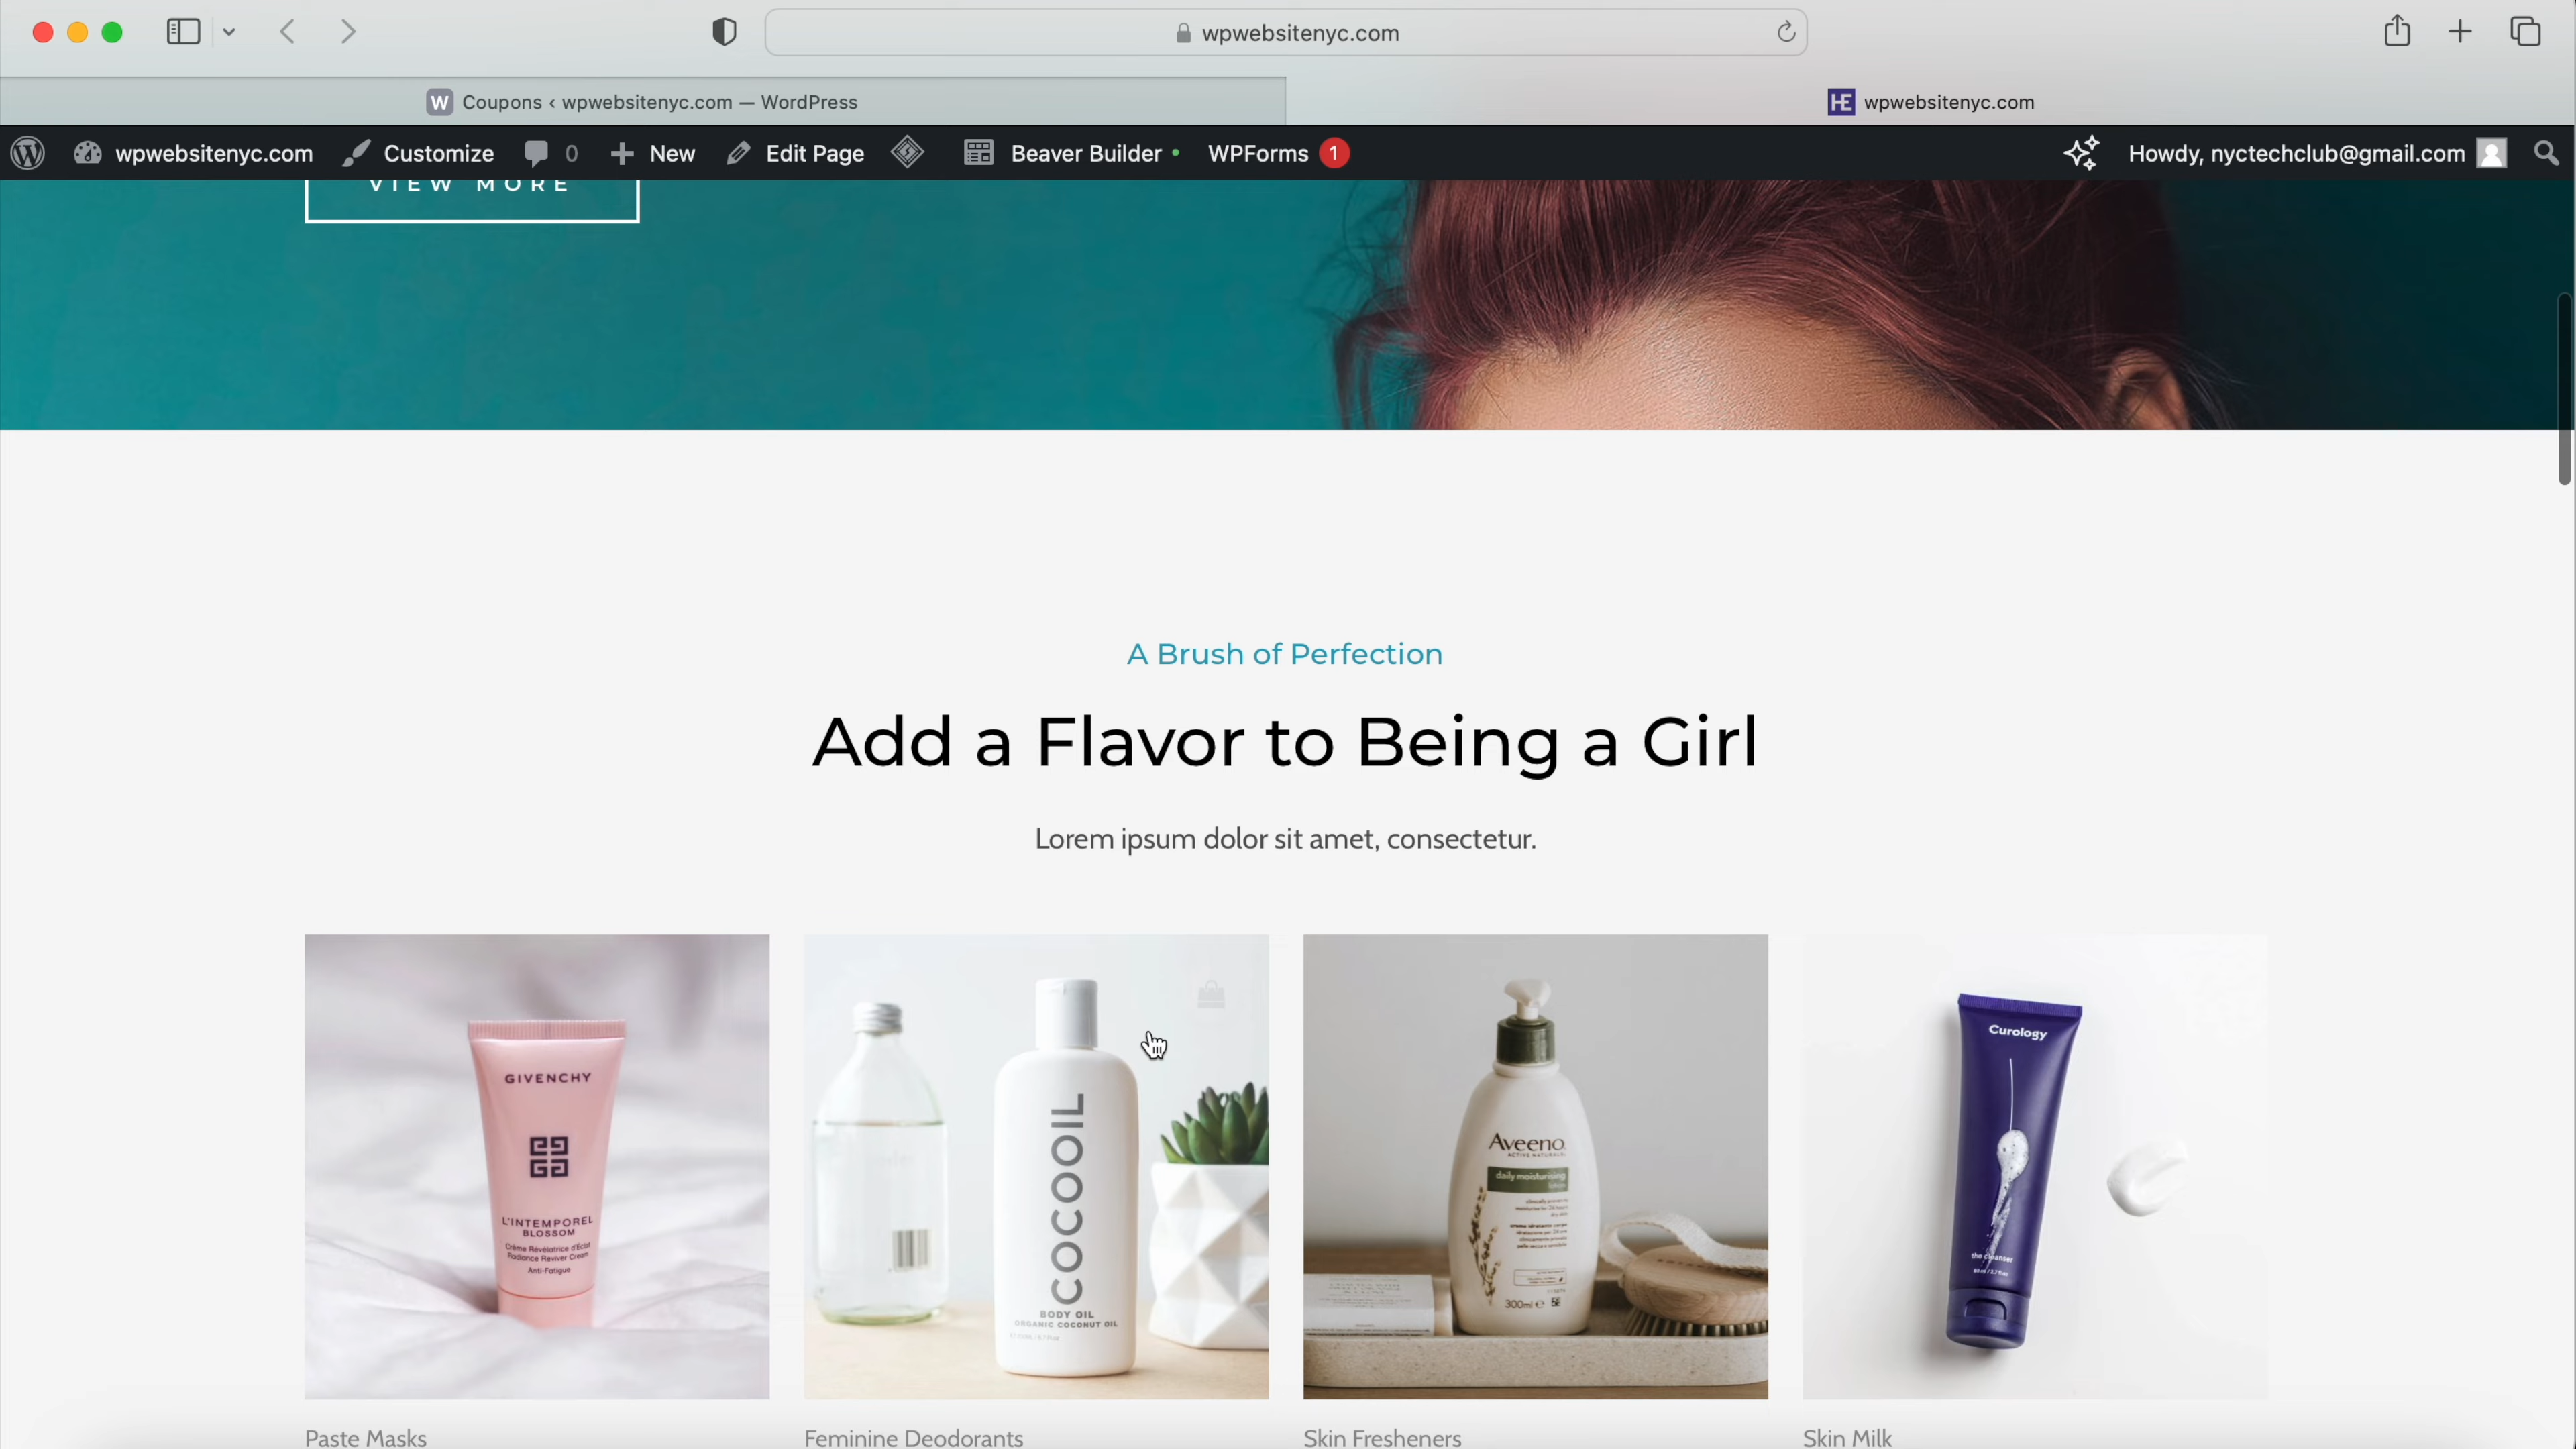 wpwebsitenyc.com
W Coupons ‹ wpwebsitenyc.com — WordPress
HE wpwebsitenyc.com
wpwebsitenyc.com Customize 0 New Edit Page Beaver Builder • WPForms 1 Howdy, nyctechclub@gmail.com
VIEW MORE
A Brush of Perfection
Add a Flavor to Being a Girl
Lorem ipsum dolor sit amet, consectetur.
GIVENCHY
L'INTEMPOREL
BLOSSOM
Crème Révélatrice d'Éclat
Radiance Reviver Cream
Anti-Fatigue
COCOOIL
BODY OIL
ORGANIC COCONUT OIL
Aveeno
ACTIVE NATURALS
daily moisturising
lotion
300ml e
Curology
the cleanser
Paste Masks
Feminine Deodorants
Skin Fresheners
Skin Milk